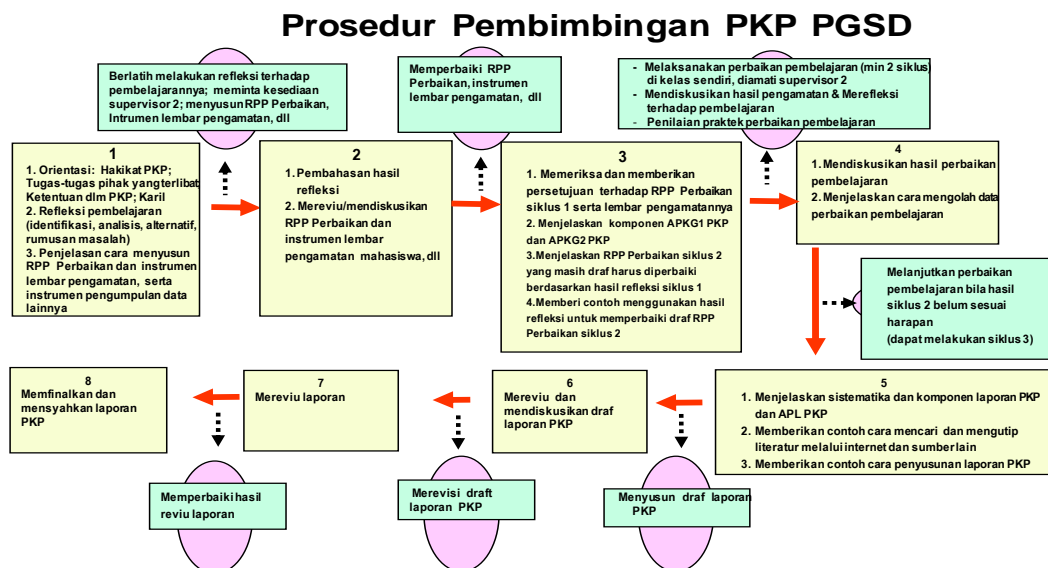 Prosedur Pembimbingan PKP PGSD
Berlatih melakukan refleksi terhadap
pembelajarannya; meminta kesediaan
supervisor 2; menyusun RPP Perbaikan,
Intrumen lembar pengamatan, dll
Memperbaiki RPP
Perbaikan, instrumen
lembar pengamatan, dll
- Melaksanakan perbaikan pembelajaran (min 2 siklus)
di kelas sendiri, diamati supervisor 2
- Mendiskusikan hasil pengamatan & Merefleksi
terhadap pembelajaran
- Penilaian praktek perbaikan pembelajaran
1
1. Orientasi: Hakikat PKP;
Tugas-tugas pihak yang terlibat;
Ketentuan dlm PKP; Karil
2. Refleksi pembelajaran
(identifikasi, analisis, alternatif,
rumusan masalah)
3. Penjelasan cara menyusun
RPP Perbaikan dan instrumen
lembar pengamatan, serta
instrumen pengumpulan data
lainnya
2
1. Pembahasan hasil
refleksi
2. Mereviu/mendiskusikan
RPP Perbaikan dan
instrumen lembar
pengamatan mahasiswa, dll
3
1. Memeriksa dan memberikan
persetujuan terhadap RPP Perbaikan
siklus 1 serta lembar pengamatannya
2. Menjelaskan komponen APKG1 PKP
dan APKG2 PKP
3.Menjelaskan RPP Perbaikan siklus 2
yang masih draf harus diperbaiki
berdasarkan hasil refleksi siklus 1
4.Memberi contoh menggunakan hasil
refleksi untuk memperbaiki draf RPP
Perbaikan siklus 2
4
1.Mendiskusikan hasil perbaikan
pembelajaran
2.Menjelaskan cara mengolah data
perbaikan pembelajaran
Melanjutkan perbaikan
pembelajaran bila hasil
siklus 2 belum sesuai
harapan
(dapat melakukan siklus 3)
5
1. Menjelaskan sistematika dan komponen laporan PKP
dan APL PKP
2. Memberikan contoh cara mencari dan mengutip
literatur melalui internet dan sumber lain
3. Memberikan contoh cara penyusunan laporan PKP
6
Mereviu dan
mendiskusikan draf
laporan PKP
7
Mereviu laporan
8
Memfinalkan dan
mensyahkan laporan
PKP
Menyusun draf laporan
PKP
Merevisi draft
laporan PKP
Memperbaiki hasil
reviu laporan